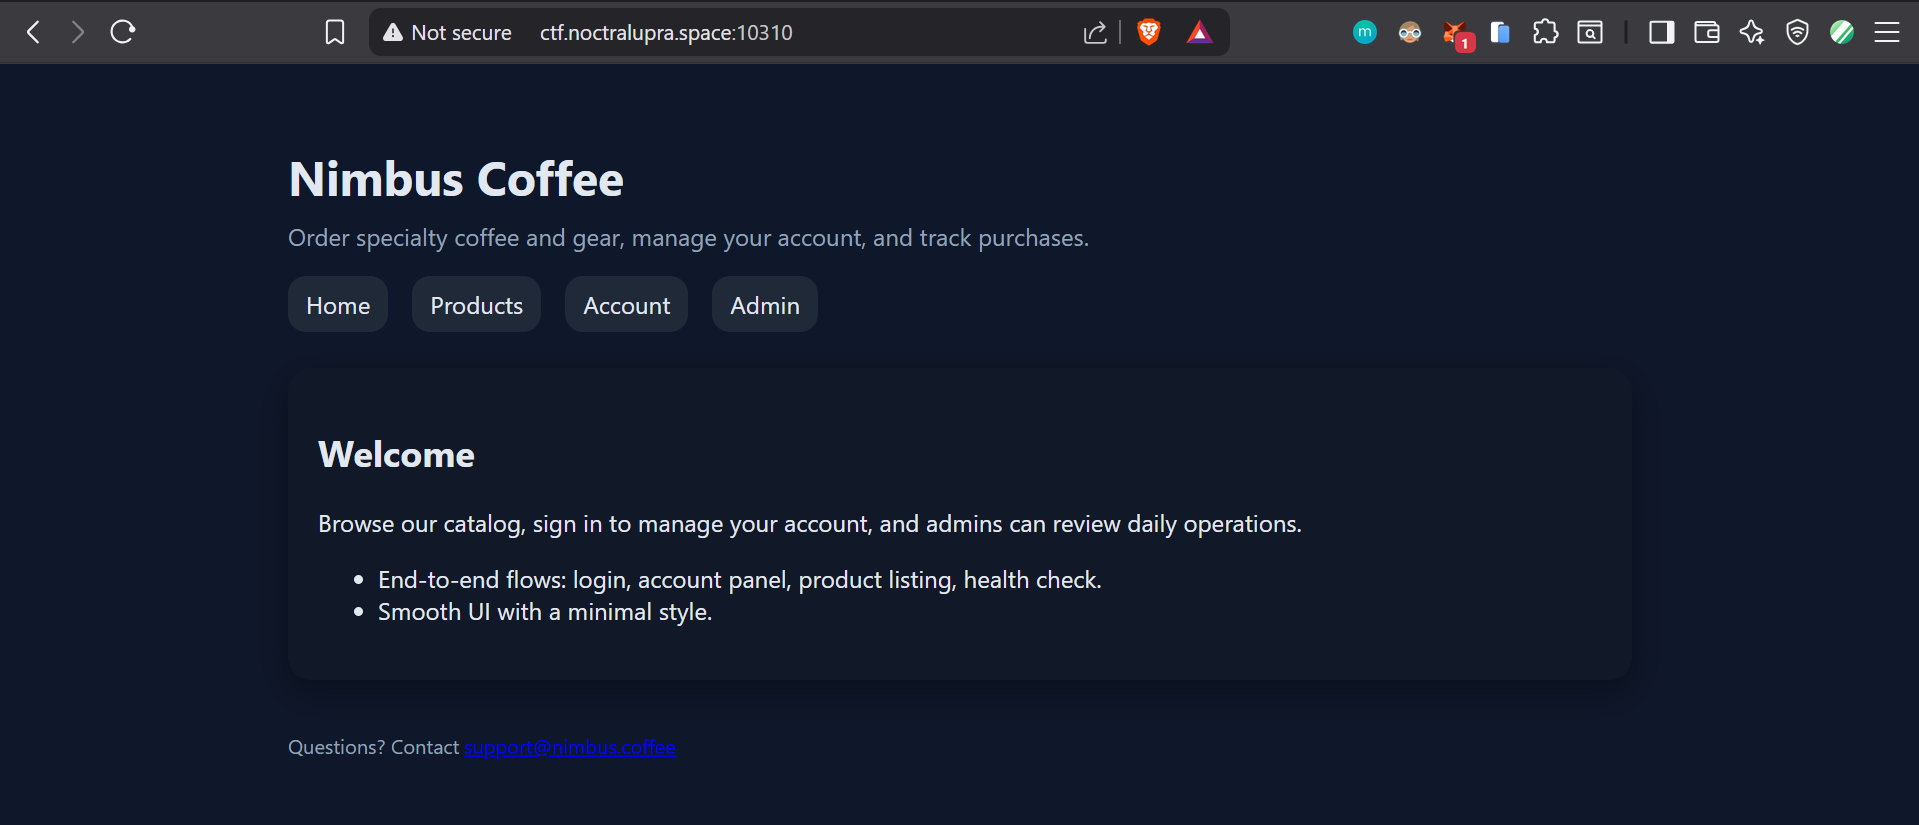 Not secure ctf.noctralupra.space:10310
m
1
Nimbus Coffee
Order specialty coffee and gear, manage your account, and track purchases.
Home Products Account Admin
Welcome
Browse our catalog, sign in to manage your account, and admins can review daily operations.
• End-to-end flows: login, account panel, product listing, health check.
• Smooth UI with a minimal style.
Questions? Contact support@nimbus.coffee